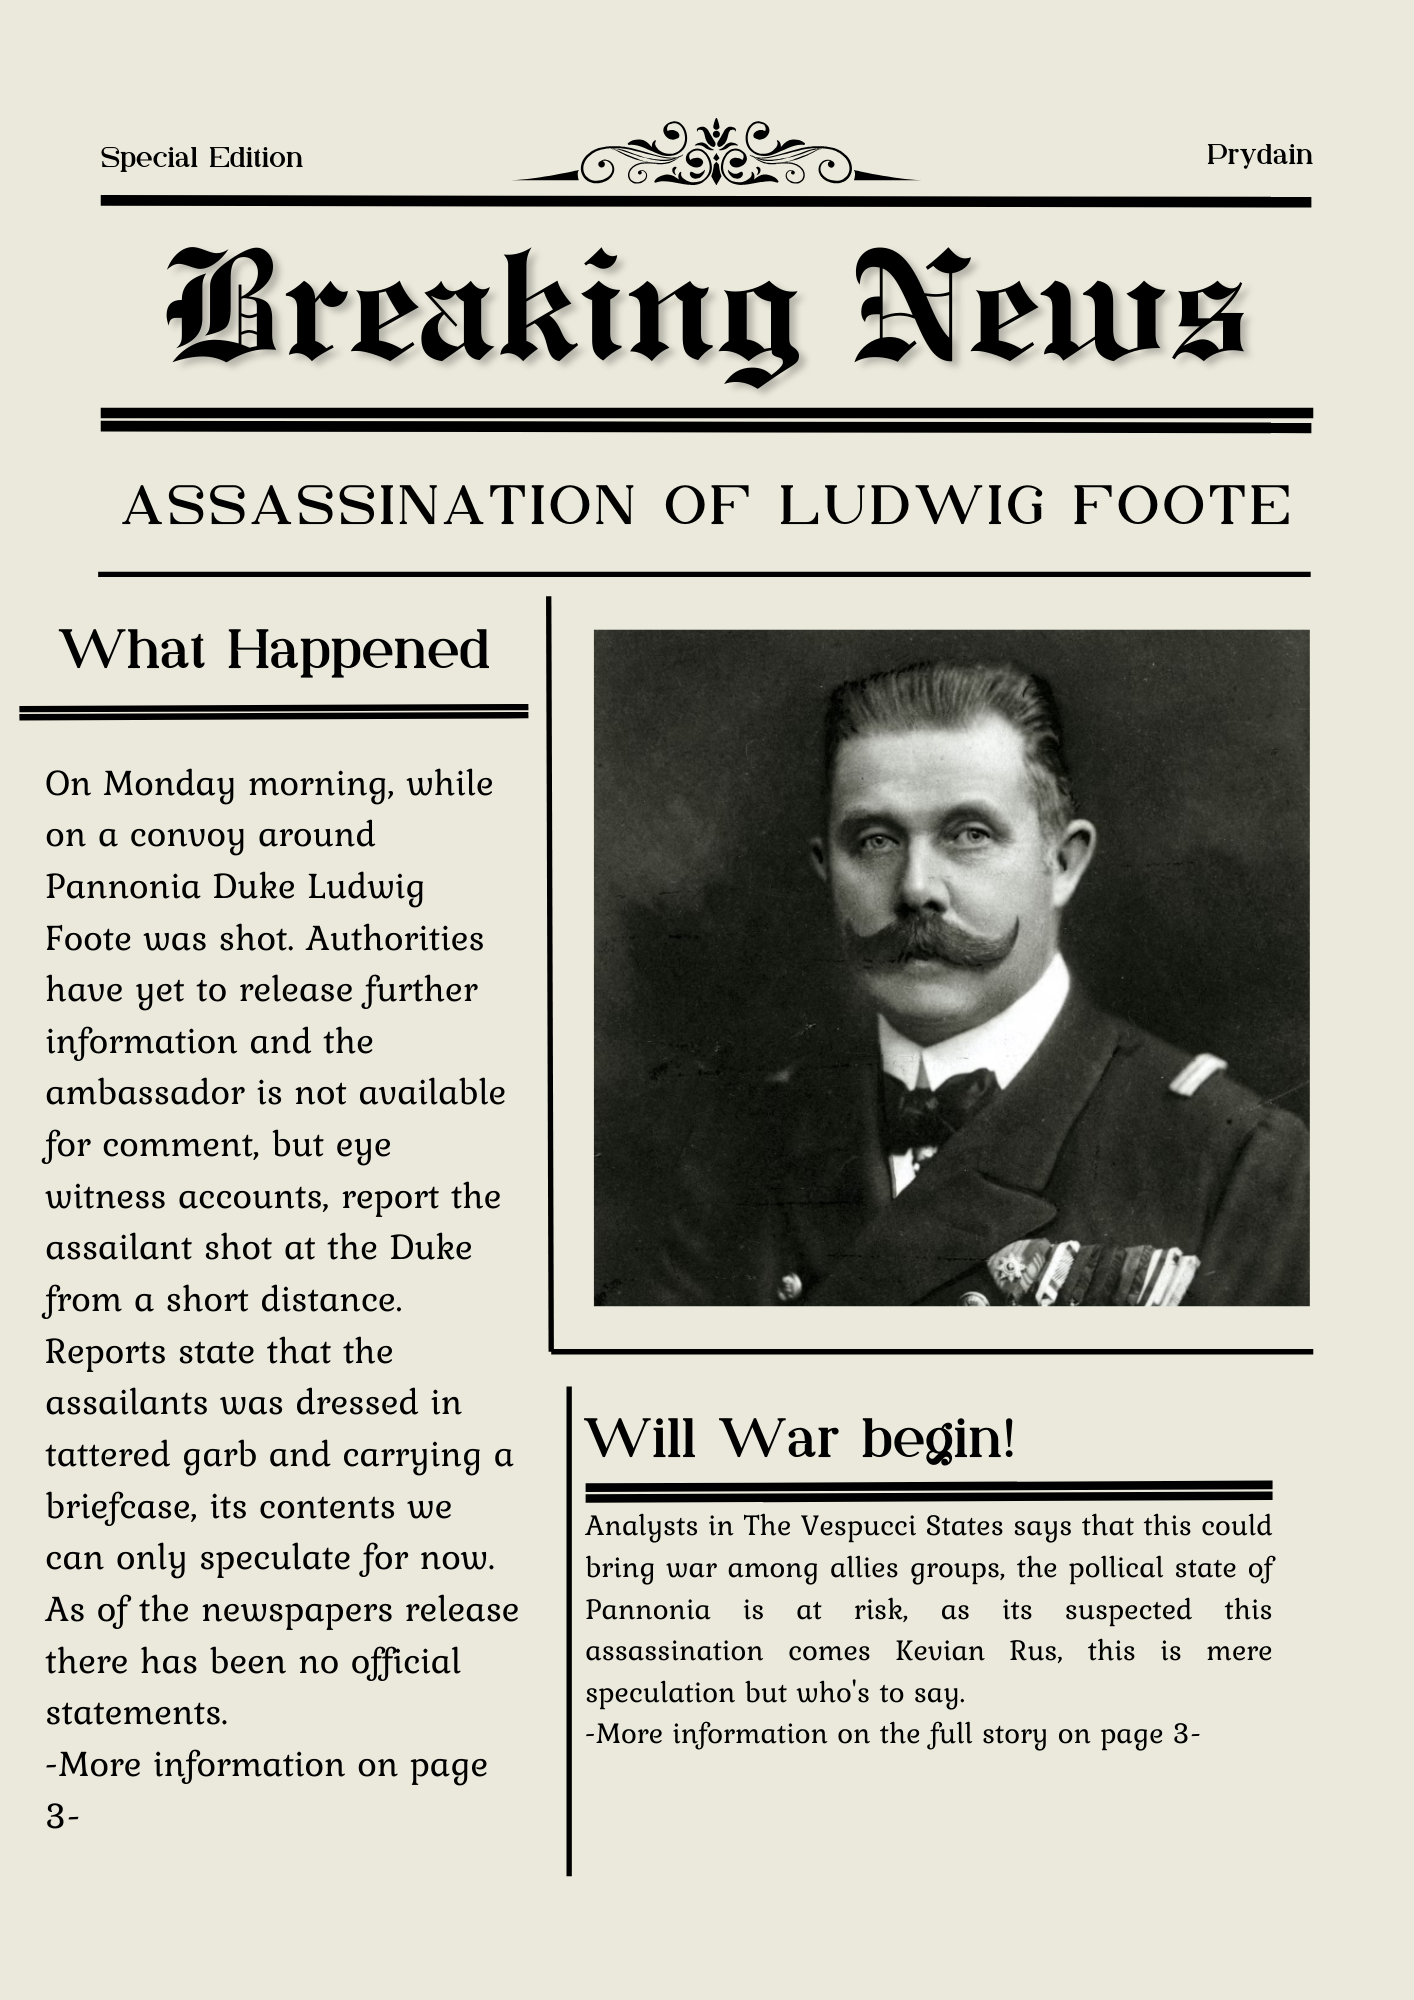 Special Edition
Prydain
Breaking News
ASSASSINATION OF LUDWIG FOOTE
What Happened
On Monday morning, while
on a convoy around
Pannonia Duke Ludwig
Foote was shot. Authorities
have yet to release further
information and the
ambassador is not available
for comment, but eye
witness accounts, report the
assailant shot at the Duke
from a short distance.
Reports state that the
assailants was dressed in
tattered garb and carrying a
briefcase, its contents we
can only speculate for now.
As of the newspapers release
there has been no official
statements.
-More information on page
3-
Will War begin!
Analysts in The Vespucci States says that this could
bring war among allies groups, the pollical state of
Pannonia is at risk, as its suspected this
assassination comes Kevian Rus, this is mere
speculation but who's to say.
-More information on the full story on page 3-